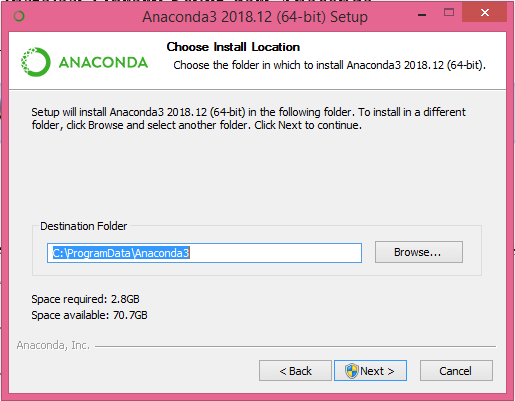 Anaconda3 2018.12 (64-bit) Setup
ANACONDA
Choose Install Location
Choose the folder in which to install Anaconda3 2018.12 (64-bit).
Setup will install Anaconda3 2018.12 (64-bit) in the following folder. To install in a different
folder, click Browse and select another folder. Click Next to continue.
Destination Folder
C:\ProgramData\Anaconda3
Browse...
Space required: 2.8GB
Space available: 70.7GB
Anaconda, Inc.
< Back
Next >
Cancel